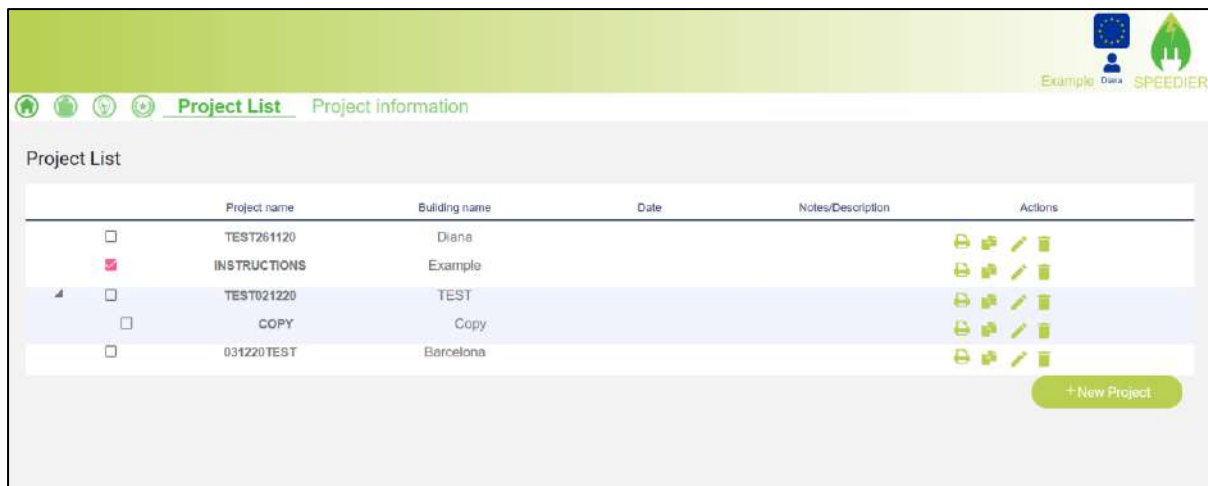 Example Diana SPEEDIER
Project List Project information
Project List
Project name Building name Date Notes/Description Actions
TEST261120 Diana
INSTRUCTIONS Example
TEST021220 TEST
COPY Copy
031220TEST Barcelona
+New Project